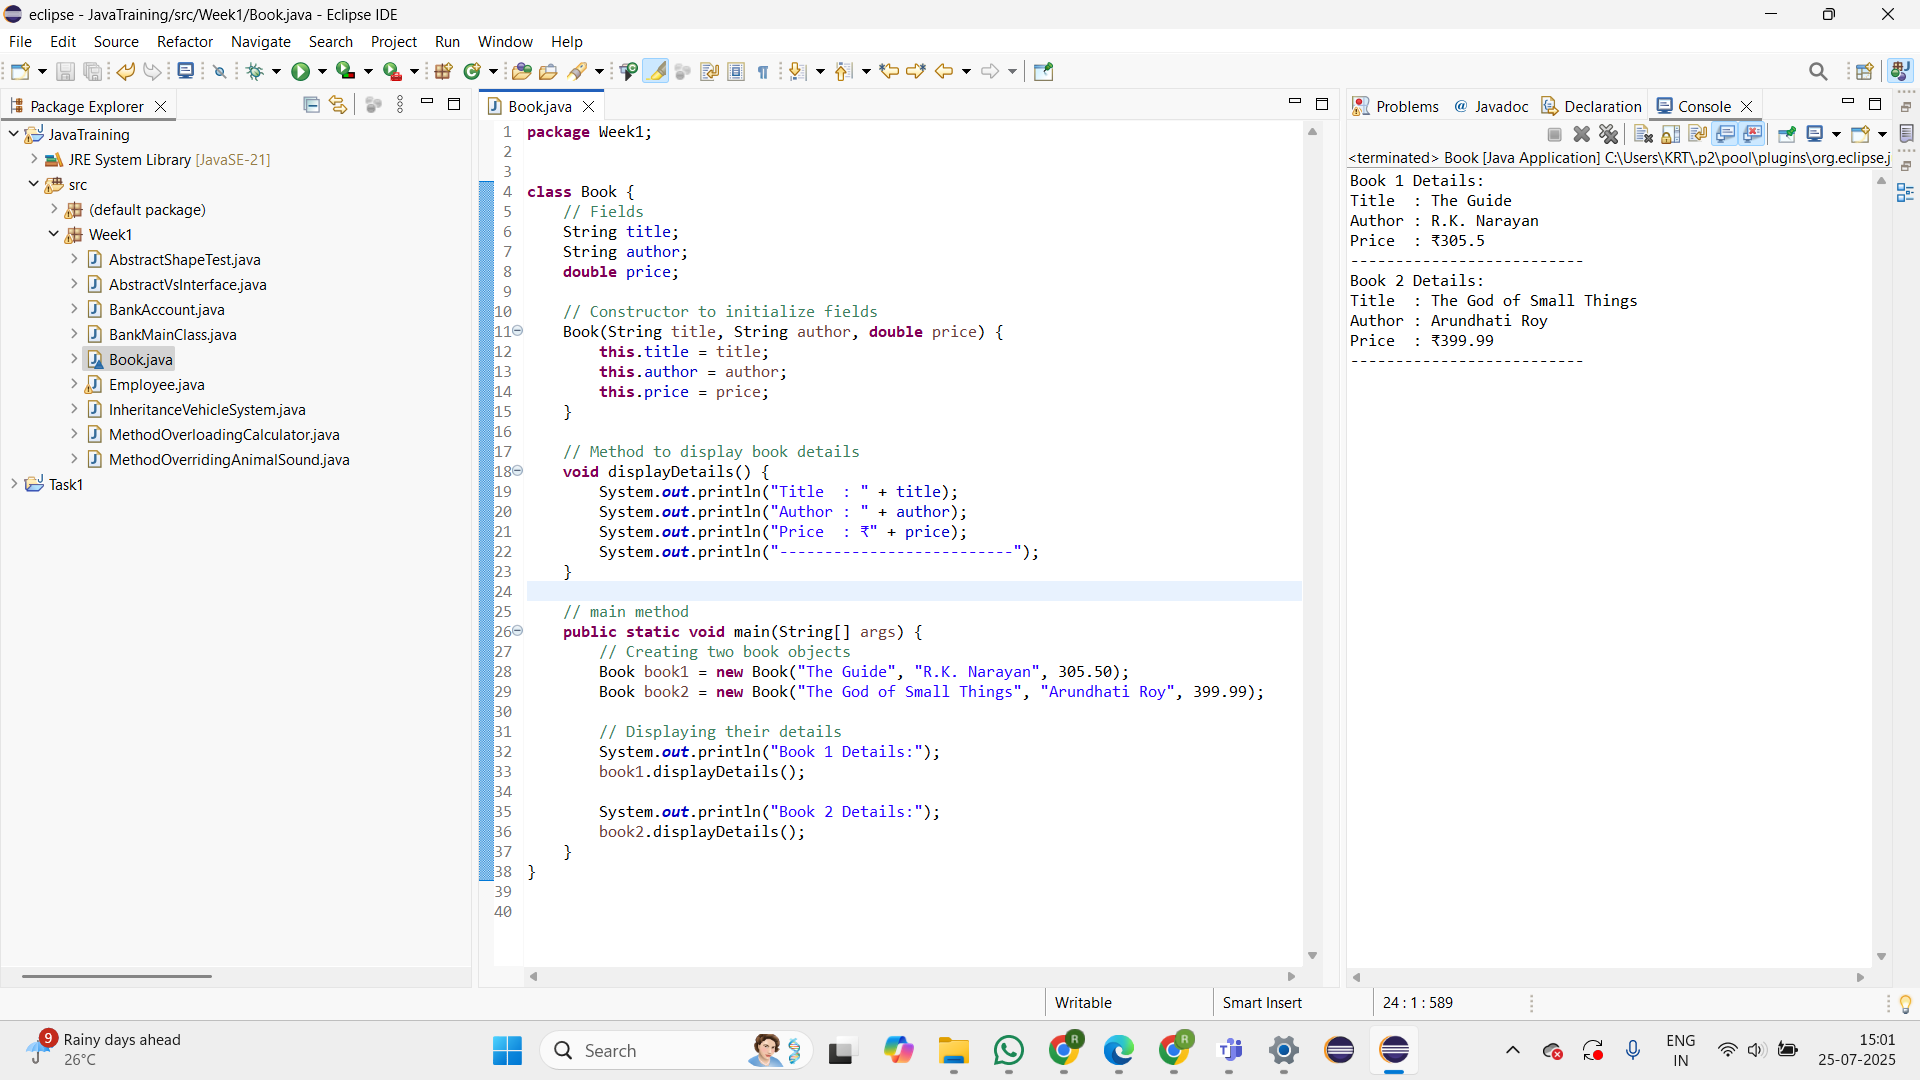 eclipse - JavaTraining/src/Week1/Book.java - Eclipse IDE
File Edit Source Refactor Navigate Search Project Run Window Help
Package Explorer
JavaTraining
JRE System Library [JavaSE-21]
src
(default package)
Week1
AbstractShapeTest.java
AbstractVsInterface.java
BankAccount.java
BankMainClass.java
Book.java
Employee.java
InheritanceVehicleSystem.java
MethodOverloadingCalculator.java
MethodOverridingAnimalSound.java
Task1
Book.java
1 package Week1;
2
3
4 class Book {
5     // Fields
6     String title;
7     String author;
8     double price;
9
10     // Constructor to initialize fields
11     Book(String title, String author, double price) {
12         this.title = title;
13         this.author = author;
14         this.price = price;
15     }
16
17     // Method to display book details
18     void displayDetails() {
19         System.out.println("Title  : " + title);
20         System.out.println("Author : " + author);
21         System.out.println("Price  : ₹" + price);
22         System.out.println("--------------------------");
23     }
24
25     // main method
26     public static void main(String[] args) {
27         // Creating two book objects
28         Book book1 = new Book("The Guide", "R.K. Narayan", 305.50);
29         Book book2 = new Book("The God of Small Things", "Arundhati Roy", 399.99);
30
31         // Displaying their details
32         System.out.println("Book 1 Details:");
33         book1.displayDetails();
34
35         System.out.println("Book 2 Details:");
36         book2.displayDetails();
37     }
38 }
39
40
Problems @ Javadoc Declaration Console
<terminated> Book [Java Application] C:\Users\KRT\.p2\pool\plugins\org.eclipse.j
Book 1 Details:
Title  : The Guide
Author : R.K. Narayan
Price  : ₹305.5
--------------------------
Book 2 Details:
Title  : The God of Small Things
Author : Arundhati Roy
Price  : ₹399.99
--------------------------
Writable Smart Insert 24 : 1 : 589
9
Rainy days ahead
26°C
Search
R
R
ENG
IN
15:01
25-07-2025